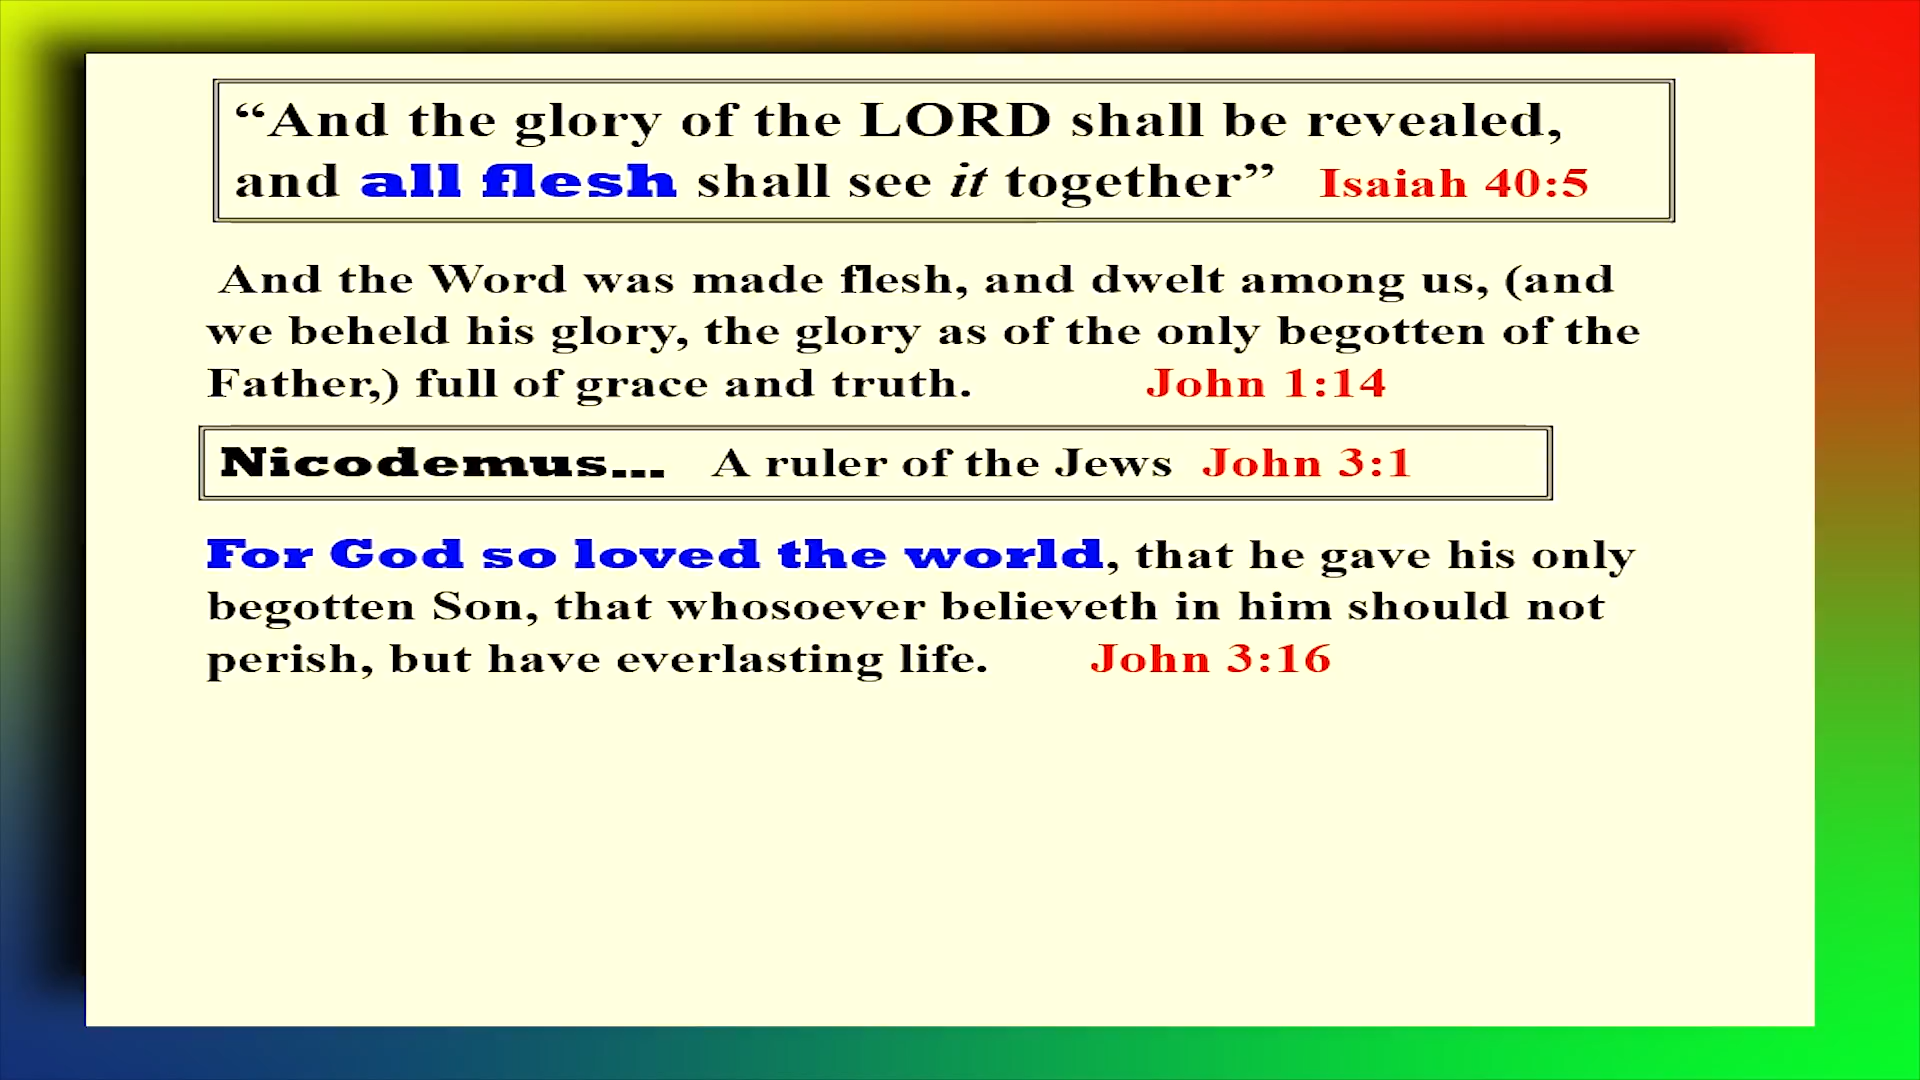 “And the glory of the LORD shall be revealed,
and all flesh shall see it together” Isaiah 40:5
And the Word was made flesh, and dwelt among us, (and
we beheld his glory, the glory as of the only begotten of the
Father,) full of grace and truth. John 1:14
Nicodemus... A ruler of the Jews John 3:1
For God so loved the world, that he gave his only
begotten Son, that whosoever believeth in him should not
perish, but have everlasting life. John 3:16